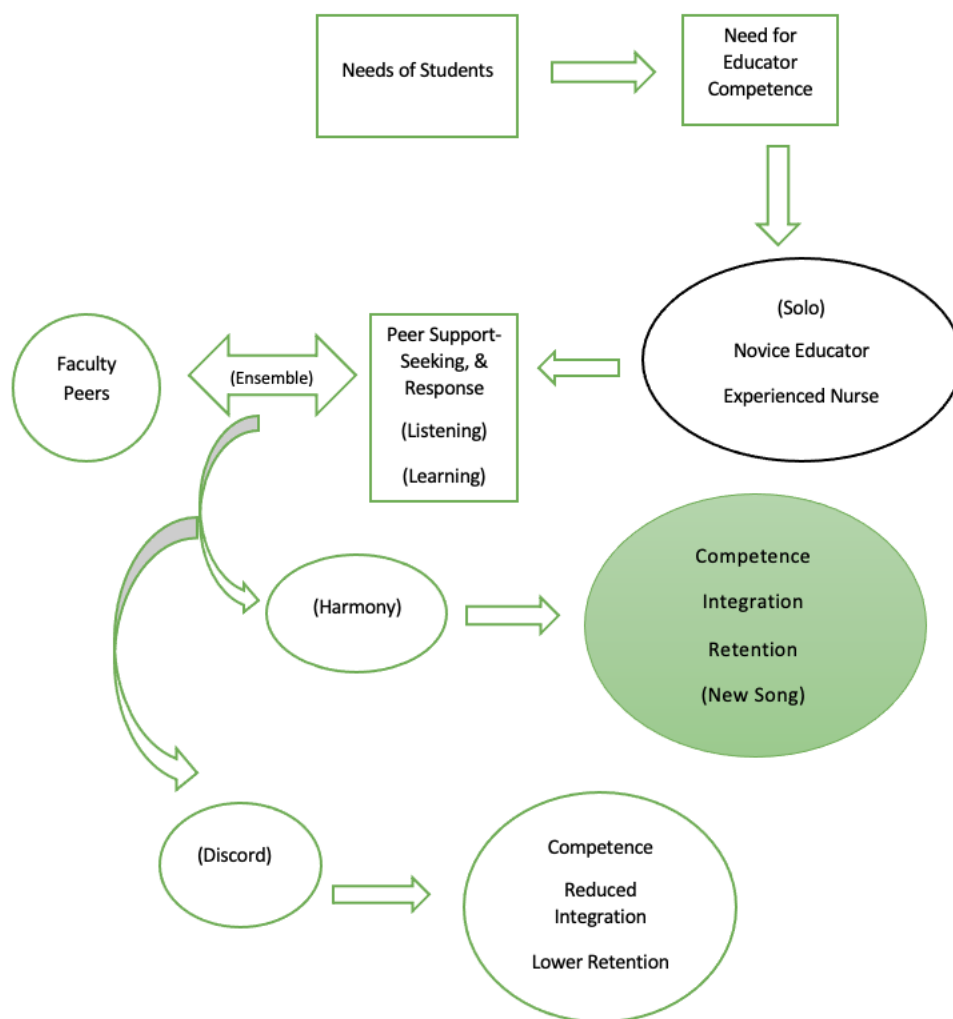 Needs of Students
Need for
Educator
Competence
(Solo)
Novice Educator
Experienced Nurse
Peer Support-
Seeking, &
Response
(Listening)
(Learning)
(Ensemble)
Faculty
Peers
(Harmony)
Competence
Integration
Retention
(New Song)
(Discord)
Competence
Reduced
Integration
Lower Retention